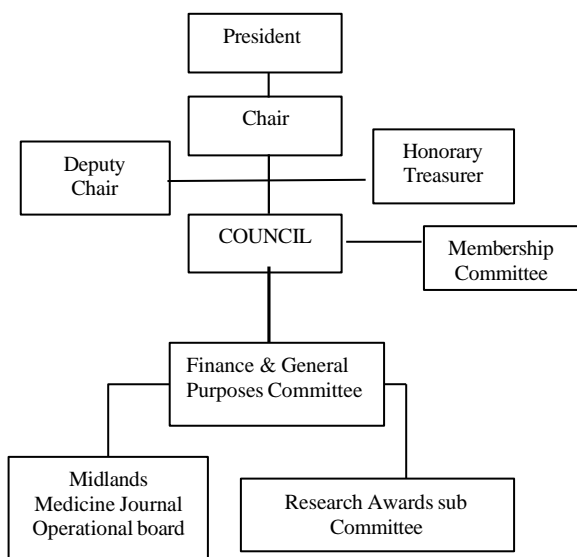 President
Chair
Deputy
Chair
Honorary
Treasurer
COUNCIL
Membership
Committee
Finance & General
Purposes Committee
Midlands
Medicine Journal
Operational board
Research Awards sub
Committee